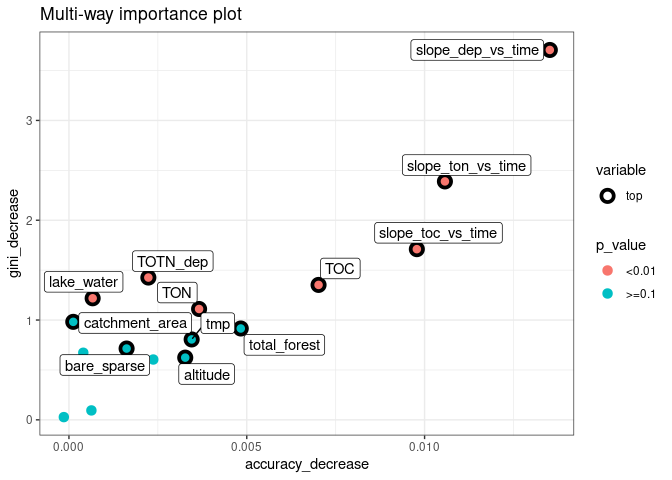 Multi-way importance plot
slope_dep_vs_time
3
slope_ton_vs_time
variable
top
slope_toc_vs_time
gini_decrease
2
p_value
TOTN_dep
TOC
<0.01
lake_water
TON
>=0.1
1
catchment_area
tmp
total_forest
bare_sparse
altitude
0
0.000
0.005
0.010
accuracy_decrease